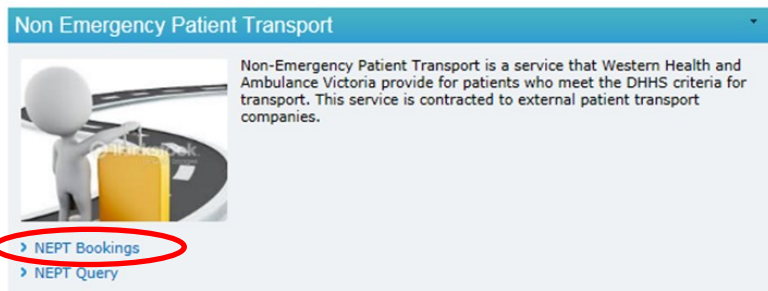 Non Emergency Patient Transport
Non-Emergency Patient Transport is a service that Western Health and
Ambulance Victoria provide for patients who meet the DHHS criteria for
transport. This service is contracted to external patient transport
companies.
NEPT Bookings
NEPT Query